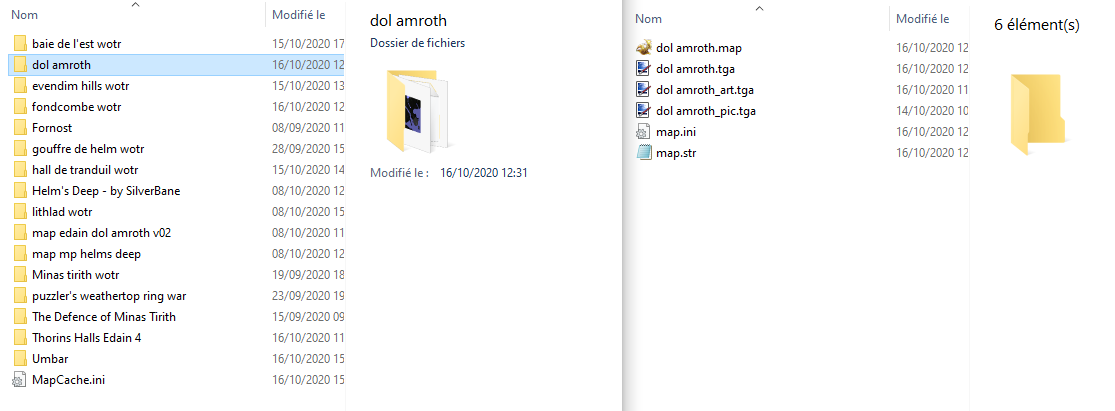 Nom Modifié le
baie de l'est wotr 15/10/2020 17
dol amroth 16/10/2020 12
evendim hills wotr 15/10/2020 13
fondcombe wotr 16/10/2020 12
Fornost 08/09/2020 11
gouffre de helm wotr 28/09/2020 15
hall de tranduil wotr 15/10/2020 14
Helm's Deep - by SilverBane 08/10/2020 12
lithlad wotr 08/10/2020 15
map edain dol amroth v02 08/10/2020 11
map mp helms deep 08/10/2020 12
Minas tirith wotr 19/09/2020 18
puzzler's weathertop ring war 23/09/2020 19
The Defence of Minas Tirith 15/09/2020 09
Thorins Halls Edain 4 16/10/2020 11
Umbar 16/10/2020 15
MapCache.ini 16/10/2020 15
dol amroth
Dossier de fichiers
Modifié le : 16/10/2020 12:31
Nom Modifié le
dol amroth.map 16/10/2020 12
dol amroth.tga 16/10/2020 12
dol amroth_art.tga 16/10/2020 11
dol amroth_pic.tga 14/10/2020 10
map.ini 16/10/2020 12
map.str 16/10/2020 12
6 élément(s)